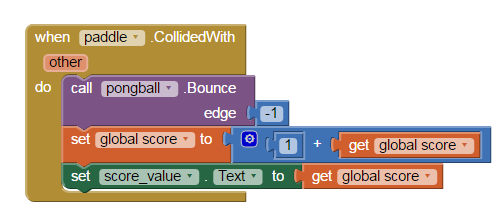 when paddle .CollidedWith
other
do call pongball .Bounce
edge -1
set global score to 1 + get global score
set score_value . Text to get global score